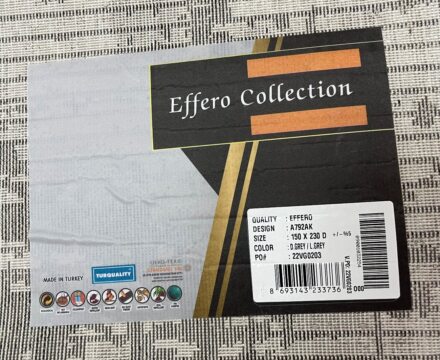 Effero Collection
QUALITY : EFFERO
DESIGN : A792AK
SIZE : 150 X 230 D +/-%5
COLOR : D.GREY / L.GREY
PO# : 22VG0203
8 693143 233736 000
MADE IN TURKEY
TURQUALITY